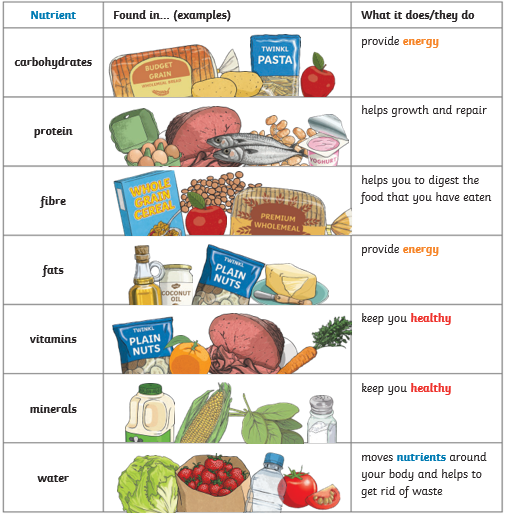 Nutrient
Found in... (examples)
What it does/they do
carbohydrates
BUDGET
GRAIN
WHOLEMEAL BREAD
TWINKL
PASTA
provide energy
protein
YOGHURT
helps growth and repair
fibre
WHOLE
GRAIN
CEREAL
PREMIUM
WHOLEMEAL
helps you to digest the
food that you have eaten
fats
COCONUT
OIL
TWINKL
PLAIN
NUTS
provide energy
vitamins
TWINKL
PLAIN
NUTS
keep you healthy
minerals
keep you healthy
water
moves nutrients around
your body and helps to
get rid of waste